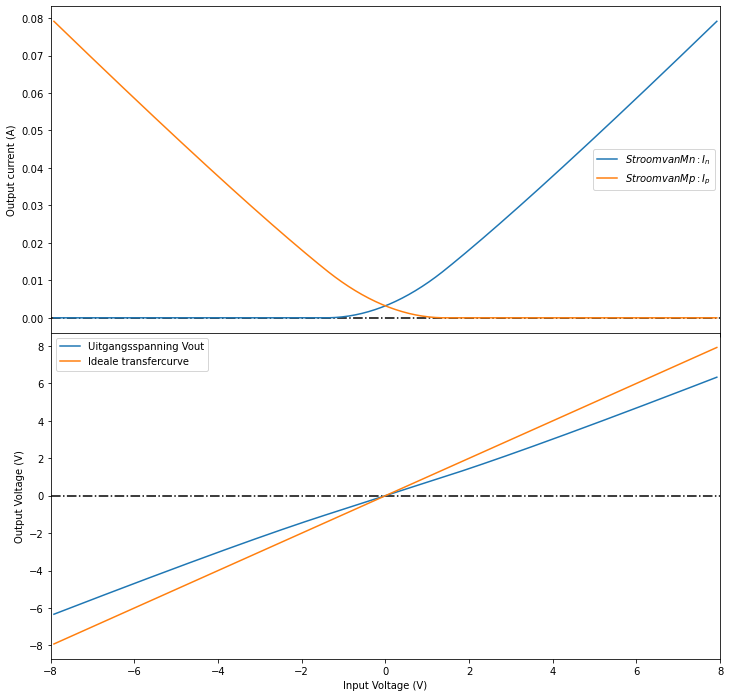 0.08
0.07
0.06
0.05
0.04
0.03
0.02
0.01
0.00
Output current (A)
StroomvanMn : I_n
StroomvanMp : I_p
8
6
4
2
0
−2
−4
−6
−8
Output Voltage (V)
Uitgangsspanning Vout
Ideale transfercurve
−8 −6 −4 −2 0 2 4 6 8
Input Voltage (V)